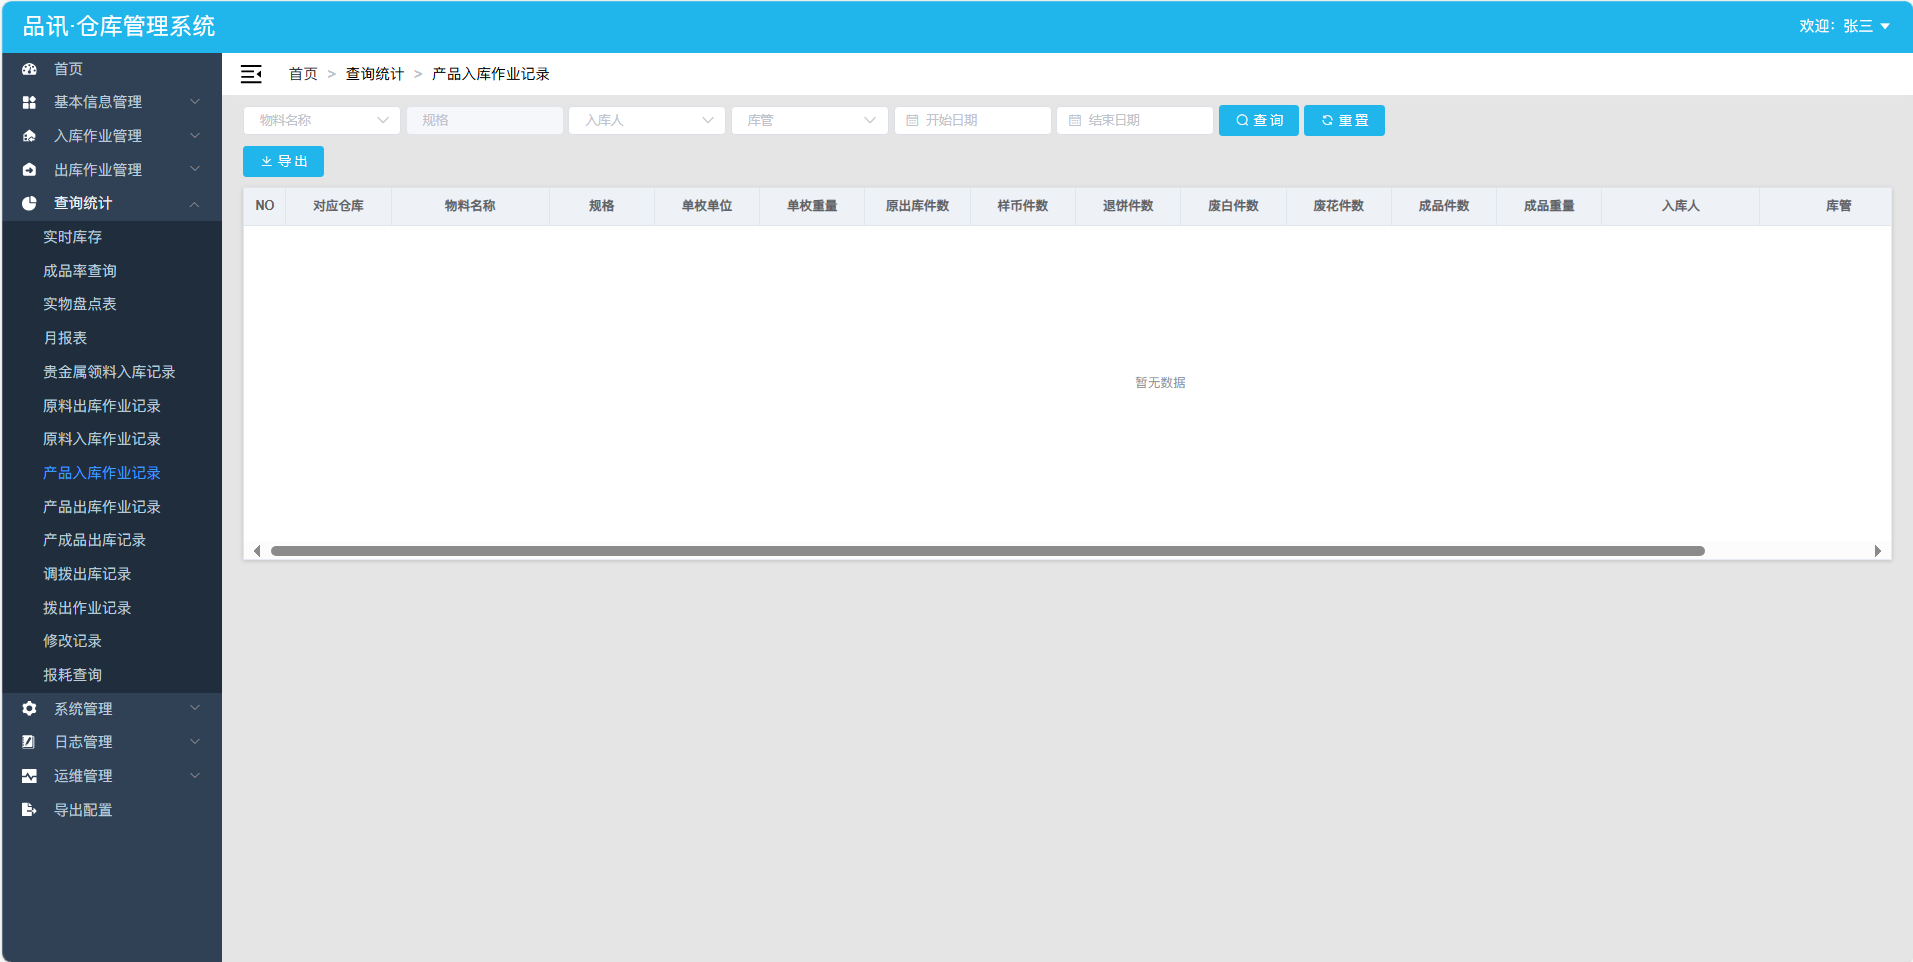 品讯·仓库管理系统
欢迎：张三
首页
基本信息管理
入库作业管理
出库作业管理
查询统计
实时库存
成品率查询
实物盘点表
月报表
贵金属领料入库记录
原料出库作业记录
原料入库作业记录
产品入库作业记录
产品出库作业记录
产成品出库记录
调拨出库记录
拨出作业记录
修改记录
报耗查询
系统管理
日志管理
运维管理
导出配置
首页 > 查询统计 > 产品入库作业记录
物料名称 规格 入库人 库管 开始日期 结束日期 查询 重置
导出
NO 对应仓库 物料名称 规格 单枚单位 单枚重量 原出库件数 样币件数 退饼件数 废白件数 废花件数 成品件数 成品重量 入库人 库管
暂无数据